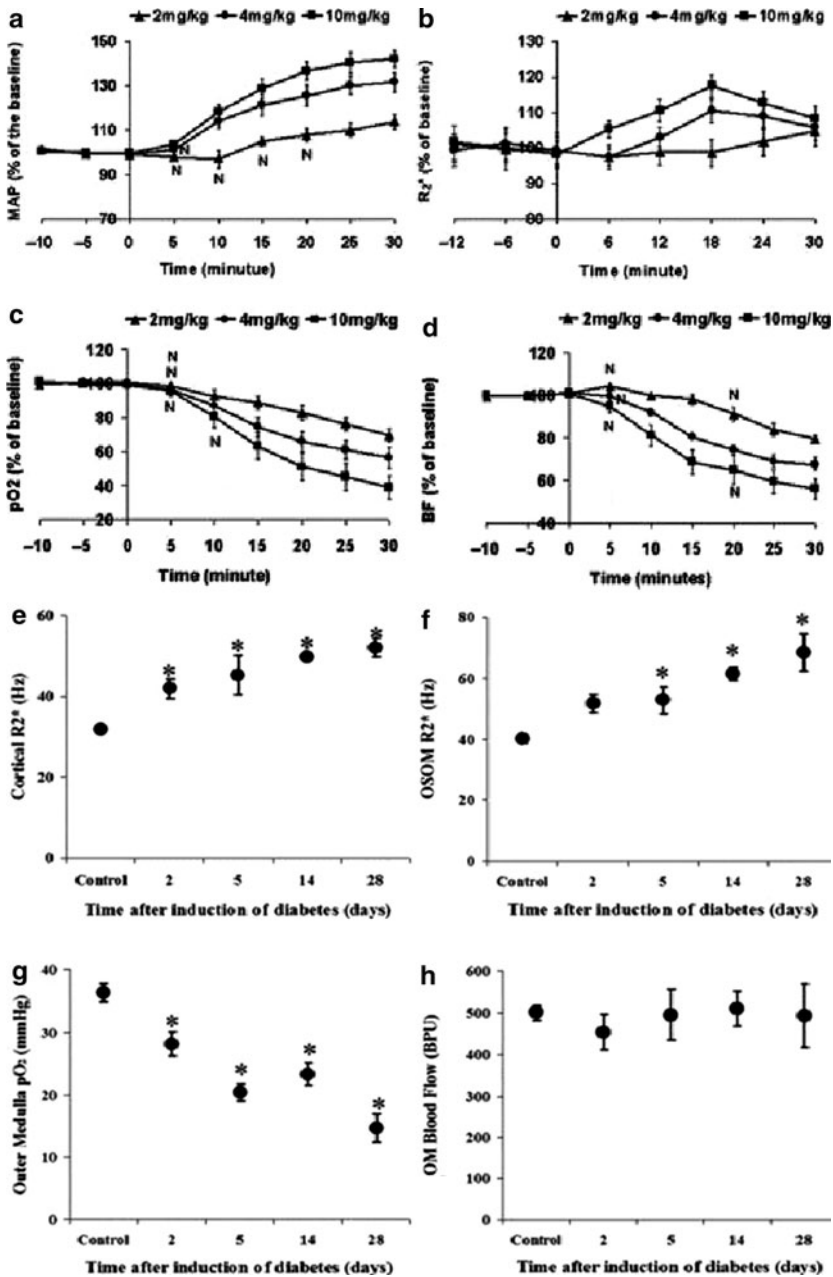 a
2mg/kg 4mg/kg 10mg/kg
MAP (% of the baseline)
150
130
110
90
70
N
N
N
N
N
−10 −5 0 5 10 15 20 25 30
Time (minutue)
b
2mg/kg 4mg/kg 10mg/kg
R2* (% of baseline)
130
120
110
100
90
80
−12 −6 0 6 12 18 24 30
Time (minute)
c
2mg/kg 4mg/kg 10mg/kg
pO2 (% of baseline)
120
100
80
60
40
20
N
N
N
N
−10 −5 0 5 10 15 20 25 30
Time (minute)
d
2mg/kg 4mg/kg 10mg/kg
BF (% of baseline)
120
100
80
60
40
N
N
N
N
N
−10 −5 0 5 10 15 20 25 30
Time (minutes)
e
Cortical R2* (Hz)
60
40
20
0
* * * *
Control 2 5 14 28
Time after induction of diabetes (days)
f
OSOM R2* (Hz)
80
60
40
20
0
* * *
Control 2 5 14 28
Time after induction of diabetes (days)
g
Outer Medulla pO2 (mmHg)
40
30
20
10
0
* * * *
Control 2 5 14 28
Time after induction of diabetes (days)
h
OM Blood Flow (BPU)
600
500
400
300
200
100
0
Control 2 5 14 28
Time after induction of diabetes (days)